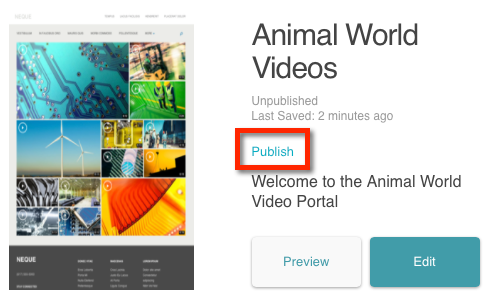 NEQUE
Animal World
Videos
Unpublished
Last Saved: 2 minutes ago
Publish
Welcome to the Animal World
Video Portal
Preview
Edit
NEQUE